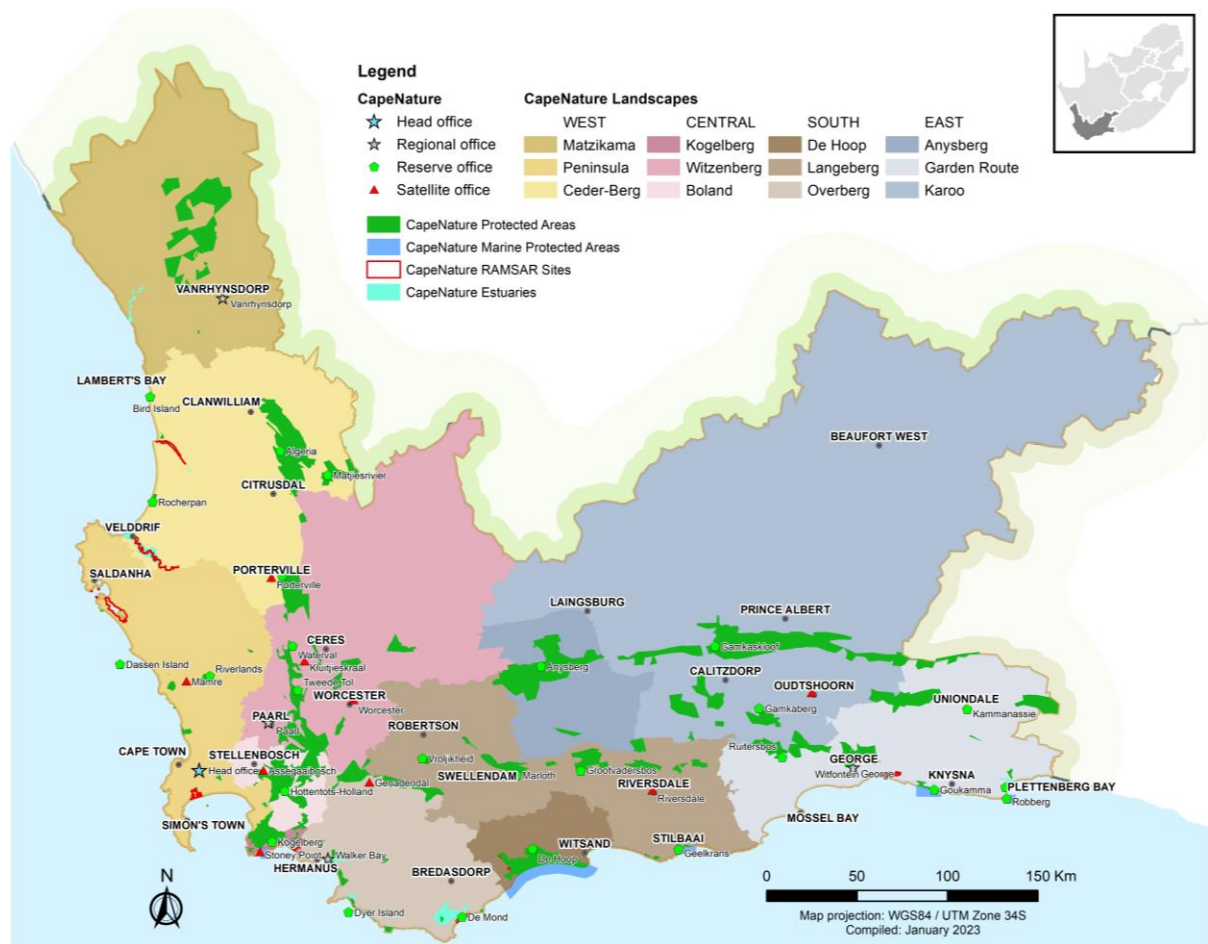 Legend
CapeNature
Head office
Regional office
Reserve office
Satellite office
CapeNature Landscapes
WEST
Matzikama
Peninsula
Ceder-Berg
CENTRAL
Kogelberg
Witzenberg
Boland
SOUTH
De Hoop
Langeberg
Overberg
EAST
Anysberg
Garden Route
Karoo
CapeNature Protected Areas
CapeNature Marine Protected Areas
CapeNature RAMSAR Sites
CapeNature Estuaries
VANRHYNSDORP
Vanrhynsdorp
LAMBERT'S BAY
Bird Island
CLANWILLIAM
Algeria
Matjiesrivier
CITRUSDAL
Rocherpan
VELDDRIF
SALDANHA
PORTERVILLE
Porterville
BEAUFORT WEST
LAINGSBURG
PRINCE ALBERT
Gamkaskloof
CERES
Waterval
Kluitjieskraal
Tweede Tol
Dassen Island
Riverlands
Mamre
WORCESTER
Worcester
PAARL
Paarl
Anysberg
CALITZDORP
OUDTSHOORN
Gamkaberg
UNIONDALE
Kammanassie
ROBERTSON
Vrolijkheid
CAPE TOWN
Head office
STELLENBOSCH
Assegaaibosch
Hottentots-Holland
Genadendal
SWELLENDAM
Marloth
Grootvadersbos
RIVERSDALE
Riversdale
Ruitersbos
GEORGE
Witfontein George
KNYSNA
Goukamma
PLETTENBERG BAY
Robberg
MOSSEL BAY
SIMON'S TOWN
Kogelberg
Stoney Point
Walker Bay
HERMANUS
BREDASDORP
De Hoop
WITSAND
STILBAAI
Geelkrans
Dyer Island
De Mond
N
0 50 100 150 Km
Map projection: WGS84 / UTM Zone 34S
Compiled: January 2023